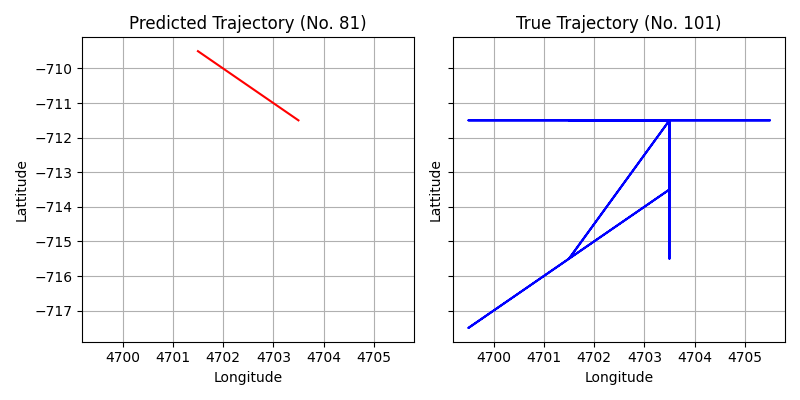 Predicted Trajectory (No. 81)
−710
−711
−712
−713
−714
−715
−716
−717
Lattitude
4700 4701 4702 4703 4704 4705
Longitude
True Trajectory (No. 101)
Lattitude
4700 4701 4702 4703 4704 4705
Longitude